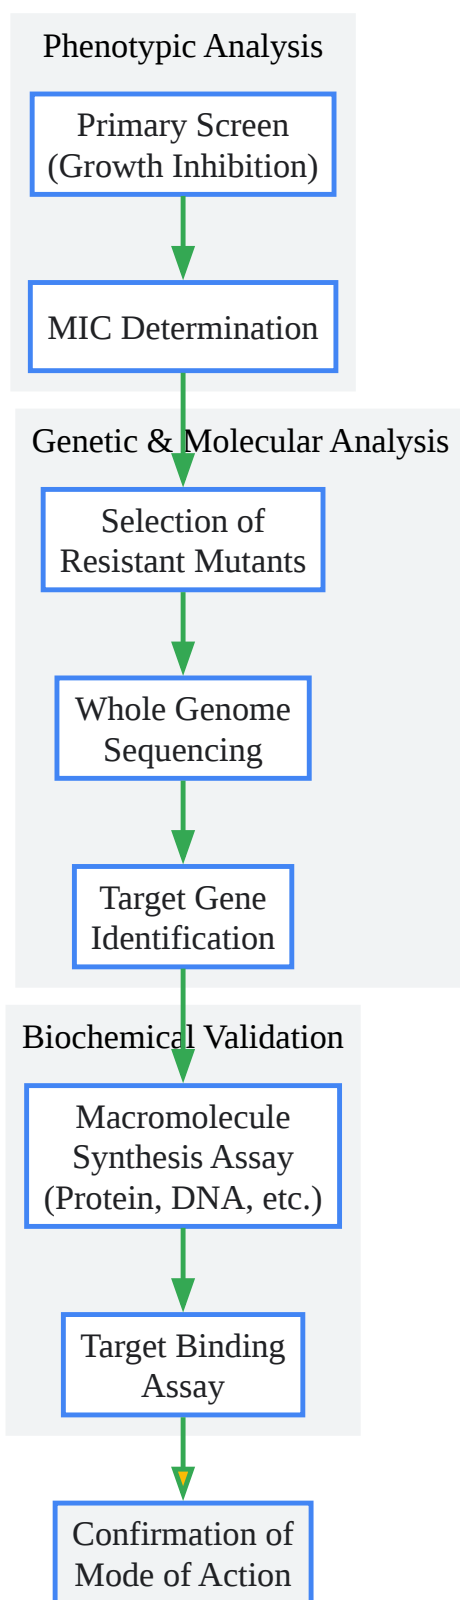 Phenotypic Analysis
Primary Screen
(Growth Inhibition)
MIC Determination
Genetic & Molecular Analysis
Selection of
Resistant Mutants
Whole Genome
Sequencing
Target Gene
Identification
Biochemical Validation
Macromolecule
Synthesis Assay
(Protein, DNA, etc.)
Target Binding
Assay
Confirmation of
Mode of Action